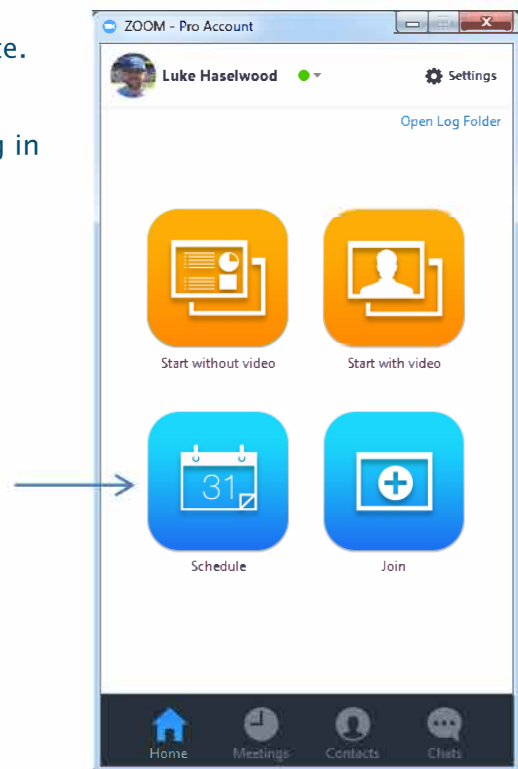 ZOOM - Pro Account
Luke Haselwood
Settings
Open Log Folder
Start without video
Start with video
31
Schedule
Join
Home
Meetings
Contacts
Chats
in